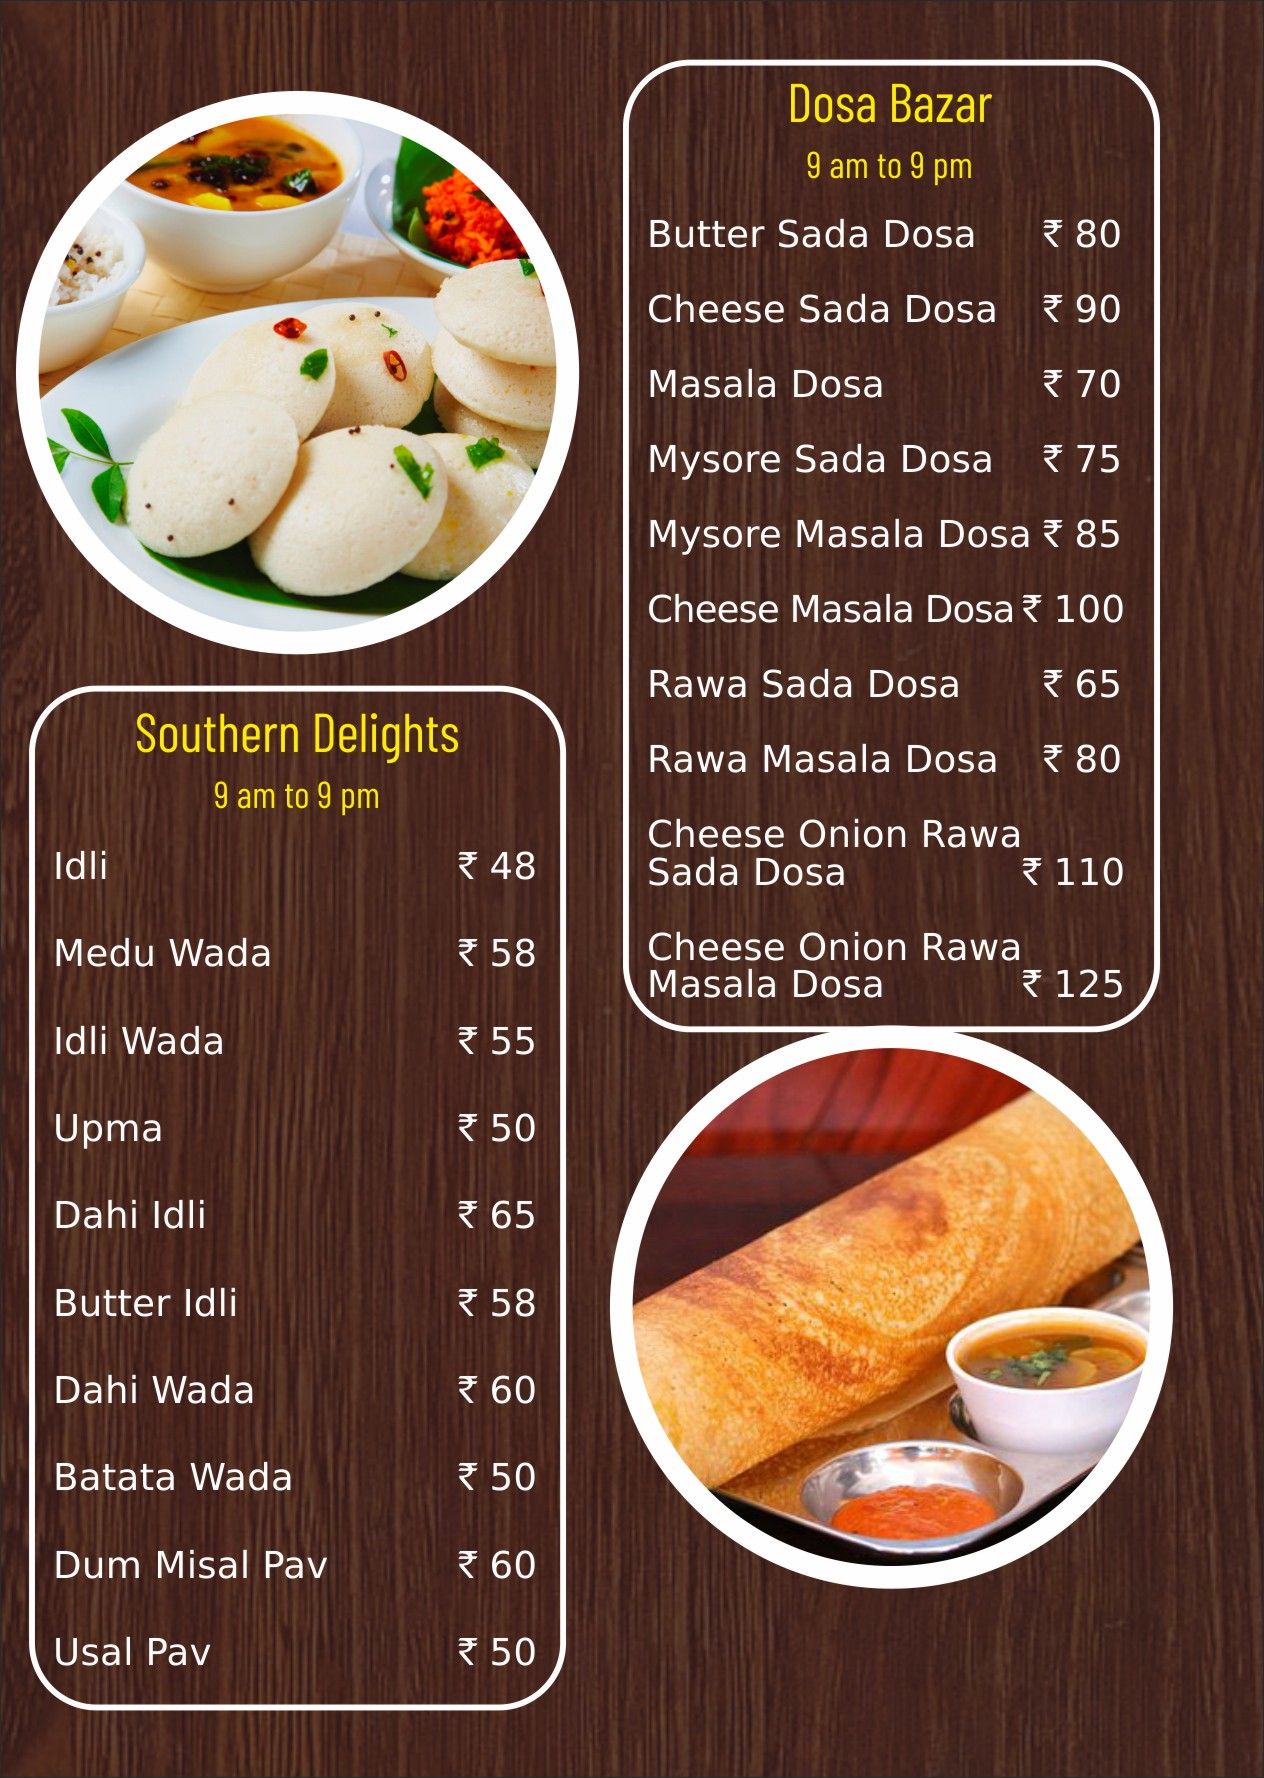 Dosa Bazar
9 am to 9 pm
Butter Sada Dosa ₹ 80
Cheese Sada Dosa ₹ 90
Masala Dosa ₹ 70
Mysore Sada Dosa ₹ 75
Mysore Masala Dosa ₹ 85
Cheese Masala Dosa ₹ 100
Rawa Sada Dosa ₹ 65
Rawa Masala Dosa ₹ 80
Cheese Onion Rawa
Sada Dosa ₹ 110
Cheese Onion Rawa
Masala Dosa ₹ 125
Southern Delights
9 am to 9 pm
Idli ₹ 48
Medu Wada ₹ 58
Idli Wada ₹ 55
Upma ₹ 50
Dahi Idli ₹ 65
Butter Idli ₹ 58
Dahi Wada ₹ 60
Batata Wada ₹ 50
Dum Misal Pav ₹ 60
Usal Pav ₹ 50